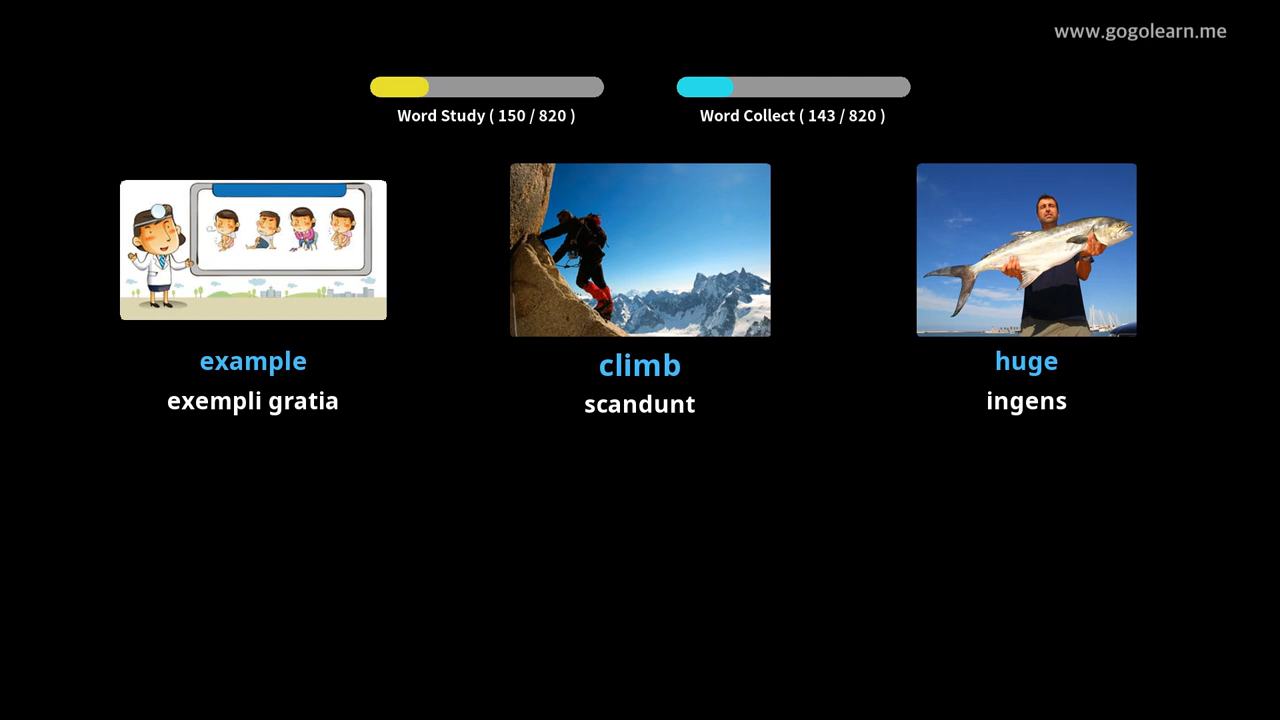 www.gogolearn.me
Word Study ( 150 / 820 )
Word Collect ( 143 / 820 )
example
exempli gratia
climb
scandunt
huge
ingens